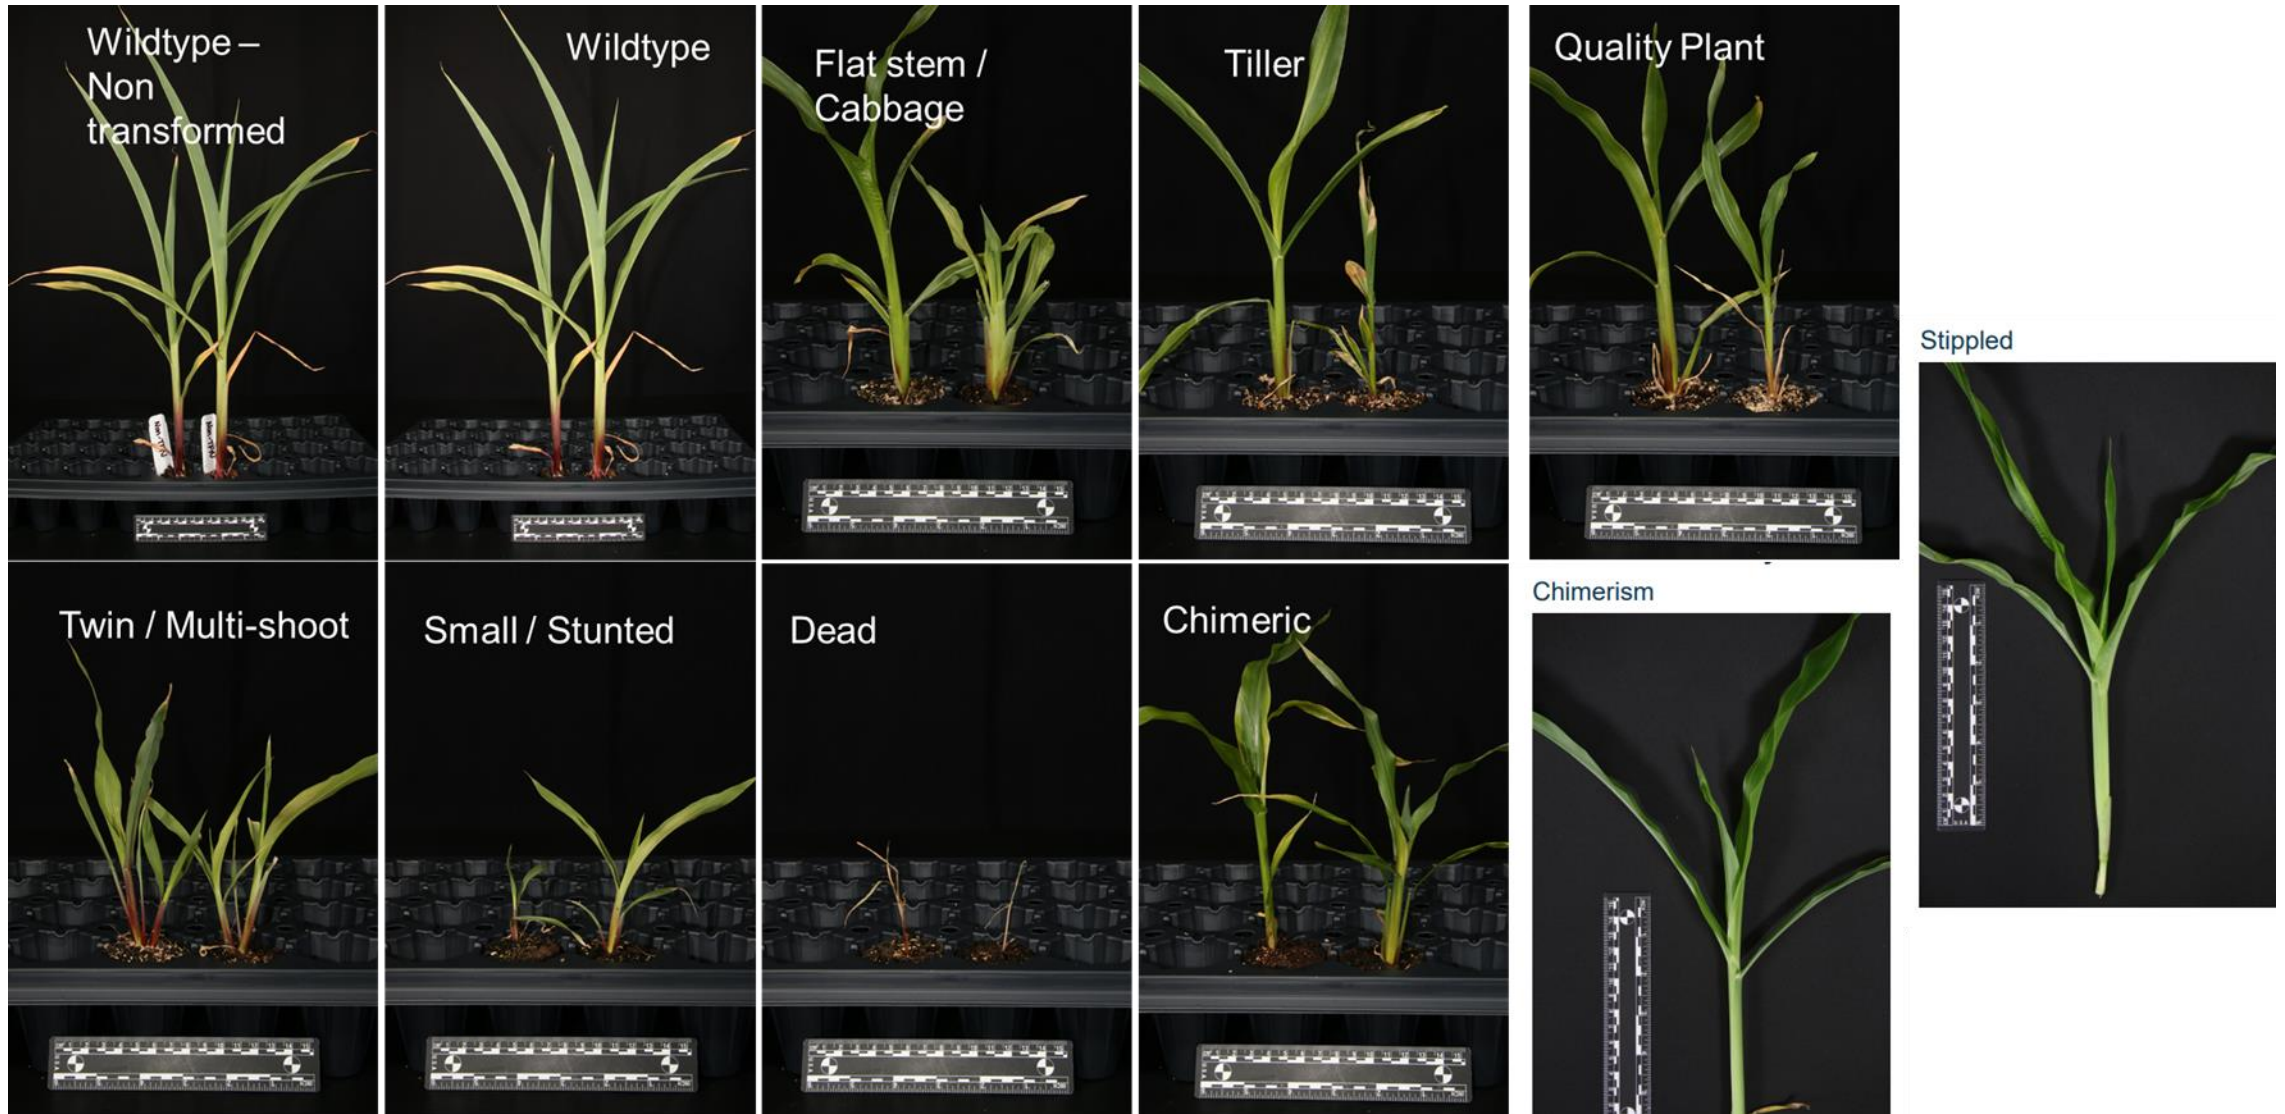 Wildtype –
Non
transformed
Wildtype
Flat stem /
Cabbage
Tiller
Quality Plant
Stippled
Twin / Multi-shoot
Small / Stunted
Dead
Chimeric
Chimerism